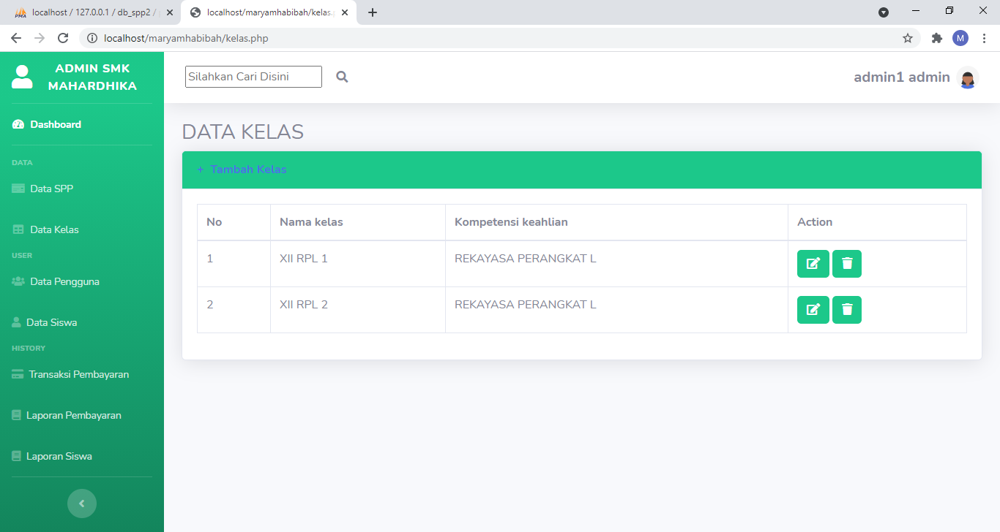 localhost / 127.0.0.1 / db_spp2 /
localhost/maryamhabibah/kelas.
localhost/maryamhabibah/kelas.php
M
ADMIN SMK
MAHARDHIKA
Silahkan Cari Disini
admin1 admin
Dashboard
DATA
Data SPP
Data Kelas
USER
Data Pengguna
Data Siswa
HISTORY
Transaksi Pembayaran
Laporan Pembayaran
Laporan Siswa
DATA KELAS
+ Tambah Kelas
No Nama kelas Kompetensi keahlian Action
1 XII RPL 1 REKAYASA PERANGKAT L
2 XII RPL 2 REKAYASA PERANGKAT L